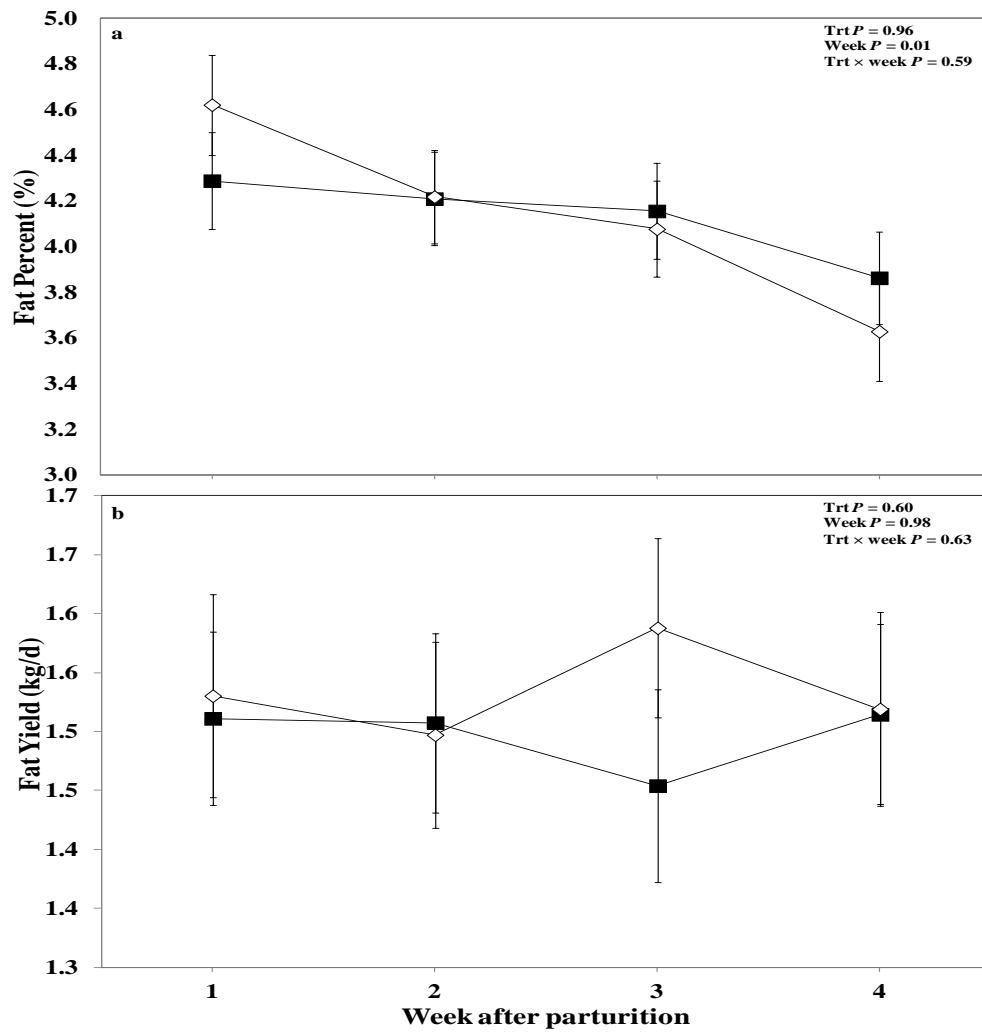 5.0
a
Trt P = 0.96
Week P = 0.01
Trt × week P = 0.59
4.8
4.6
4.4
4.2
4.0
3.8
3.6
3.4
3.2
3.0
Fat Percent (%)
1.7
b
Trt P = 0.60
Week P = 0.98
Trt × week P = 0.63
1.7
1.6
1.6
1.5
1.5
1.4
1.4
1.3
Fat Yield (kg/d)
1 2 3 4
Week after parturition